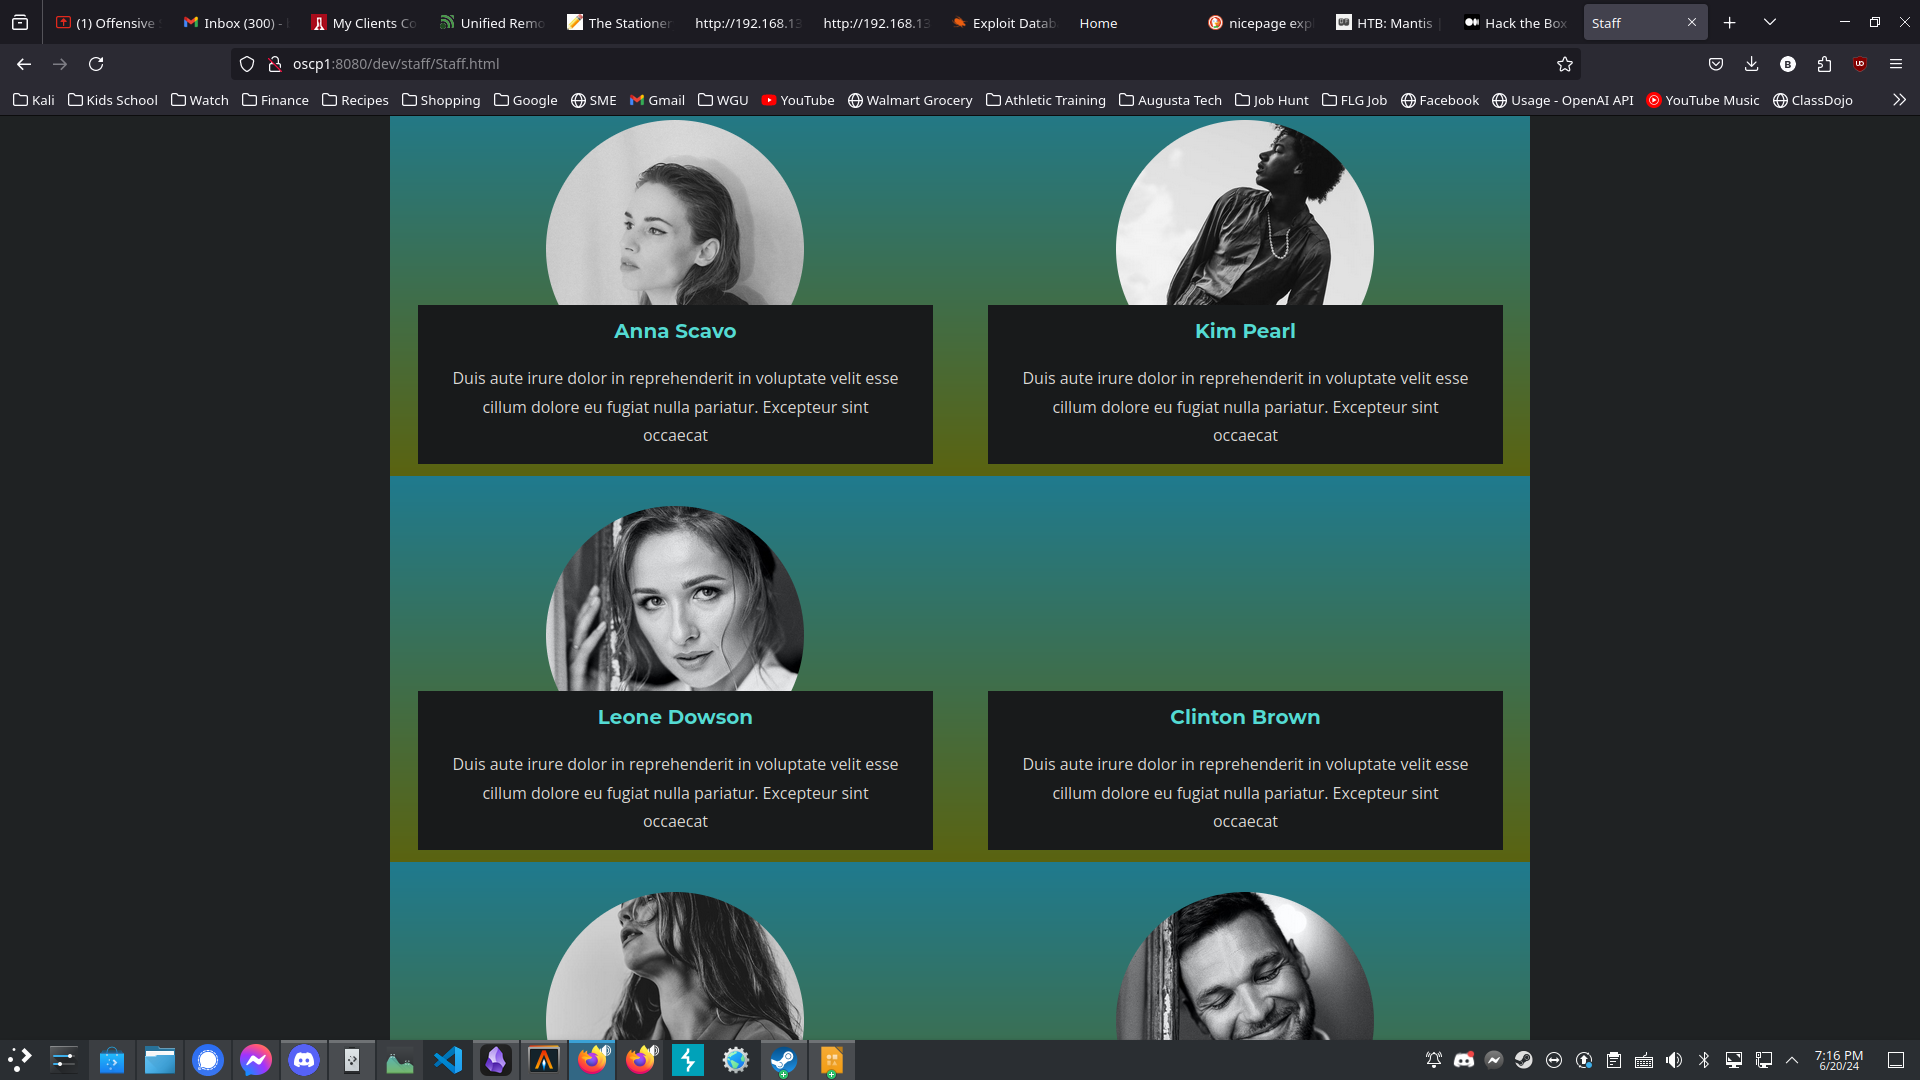 (1) Offensive
Inbox (300) -
My Clients Co
Unified Remo
The Stationer
http://192.168.13
http://192.168.13
Exploit Datab
Home
nicepage exp
HTB: Mantis |
Hack the Box
Staff
oscp1:8080/dev/staff/Staff.html
Kali
Kids School
Watch
Finance
Recipes
Shopping
Google
SME
Gmail
WGU
YouTube
Walmart Grocery
Athletic Training
Augusta Tech
Job Hunt
FLG Job
Facebook
Usage - OpenAI API
YouTube Music
ClassDojo
Anna Scavo
Duis aute irure dolor in reprehenderit in voluptate velit esse
cillum dolore eu fugiat nulla pariatur. Excepteur sint
occaecat
Kim Pearl
Duis aute irure dolor in reprehenderit in voluptate velit esse
cillum dolore eu fugiat nulla pariatur. Excepteur sint
occaecat
Leone Dowson
Duis aute irure dolor in reprehenderit in voluptate velit esse
cillum dolore eu fugiat nulla pariatur. Excepteur sint
occaecat
Clinton Brown
Duis aute irure dolor in reprehenderit in voluptate velit esse
cillum dolore eu fugiat nulla pariatur. Excepteur sint
occaecat
7:16 PM
6/20/24